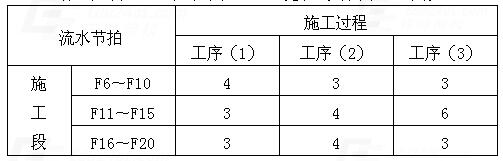 流水节拍
施工过程
工序（1） 工序（2） 工序（3）
施工段
F6～F10 4 3 3
F11～F15 3 4 6
F16～F20 3 4 3